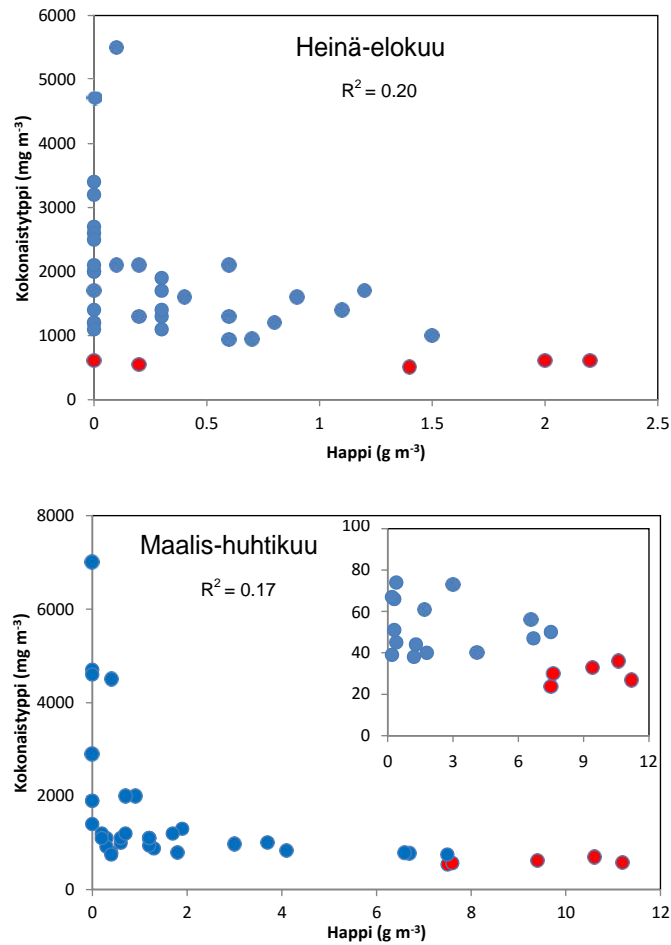 Heinä-elokuu
R² = 0.20
Kokonaistytppi (mg m⁻³)
6000
5000
4000
3000
2000
1000
0
0 0.5 1 1.5 2 2.5
Happi (g m⁻³)
Maalis-huhtikuu
R² = 0.17
Kokonaistyppi (mg m⁻³)
8000
6000
4000
2000
0
0 2 4 6 8 10 12
Happi (g m⁻³)
100
80
60
40
20
0
0 3 6 9 12